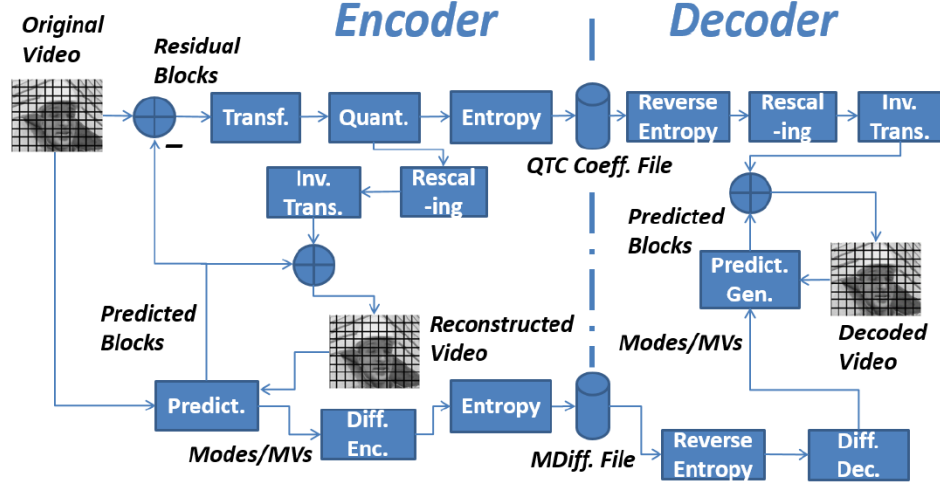 Encoder
Decoder
Original
Video
Residual
Blocks
Transf.
Quant.
Entropy
Reverse
Entropy
Rescal
-ing
Inv.
Trans.
–
QTC Coeff. File
Inv.
Trans.
Rescal
-ing
Predicted
Blocks
Predict.
Gen.
Predicted
Blocks
Reconstructed
Video
Modes/MVs
Decoded
Video
Predict.
Diff.
Enc.
Entropy
Modes/MVs
MDiff. File
Reverse
Entropy
Diff.
Dec.